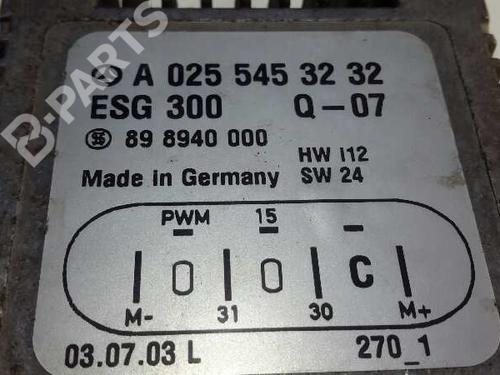 B-PARTS
A 025 545 32 32
ESG 300 Q-07
89 8940 000
HW I12
Made in Germany SW 24
PWM 15
C
M- 31 30 M+
03.07.03 L 270_1